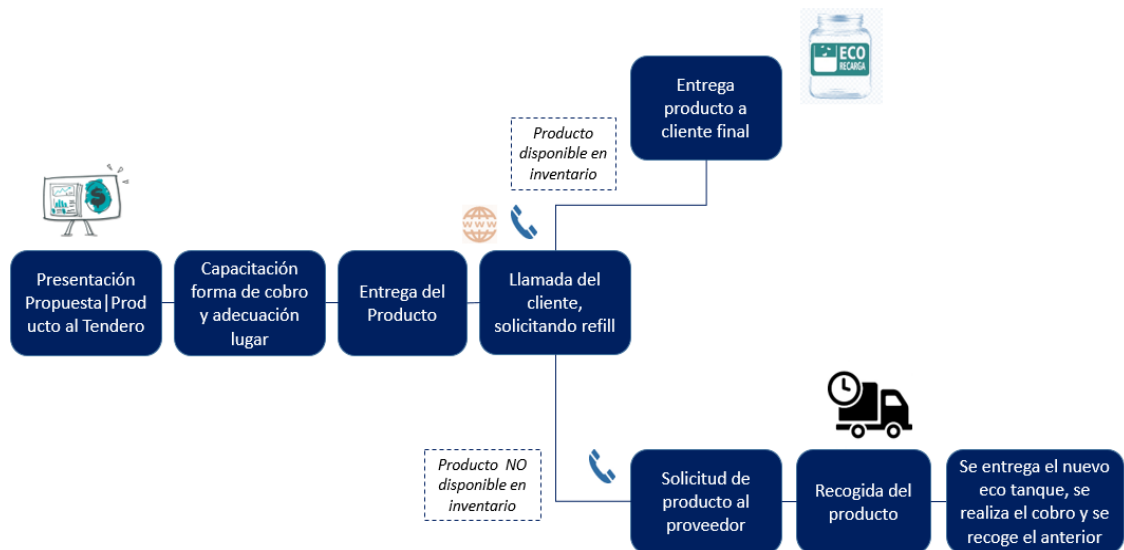 ECO
RECARGA
Entrega
producto a
cliente final
Producto
disponible en
inventario
www
Presentación
Propuesta|Prod
ucto al Tendero
Capacitación
forma de cobro
y adecuación
lugar
Entrega del
Producto
Llamada del
cliente,
solicitando refill
$
Producto NO
disponible en
inventario
Solicitud de
producto al
proveedor
Recogida del
producto
Se entrega el nuevo
eco tanque, se
realiza el cobro y se
recoge el anterior